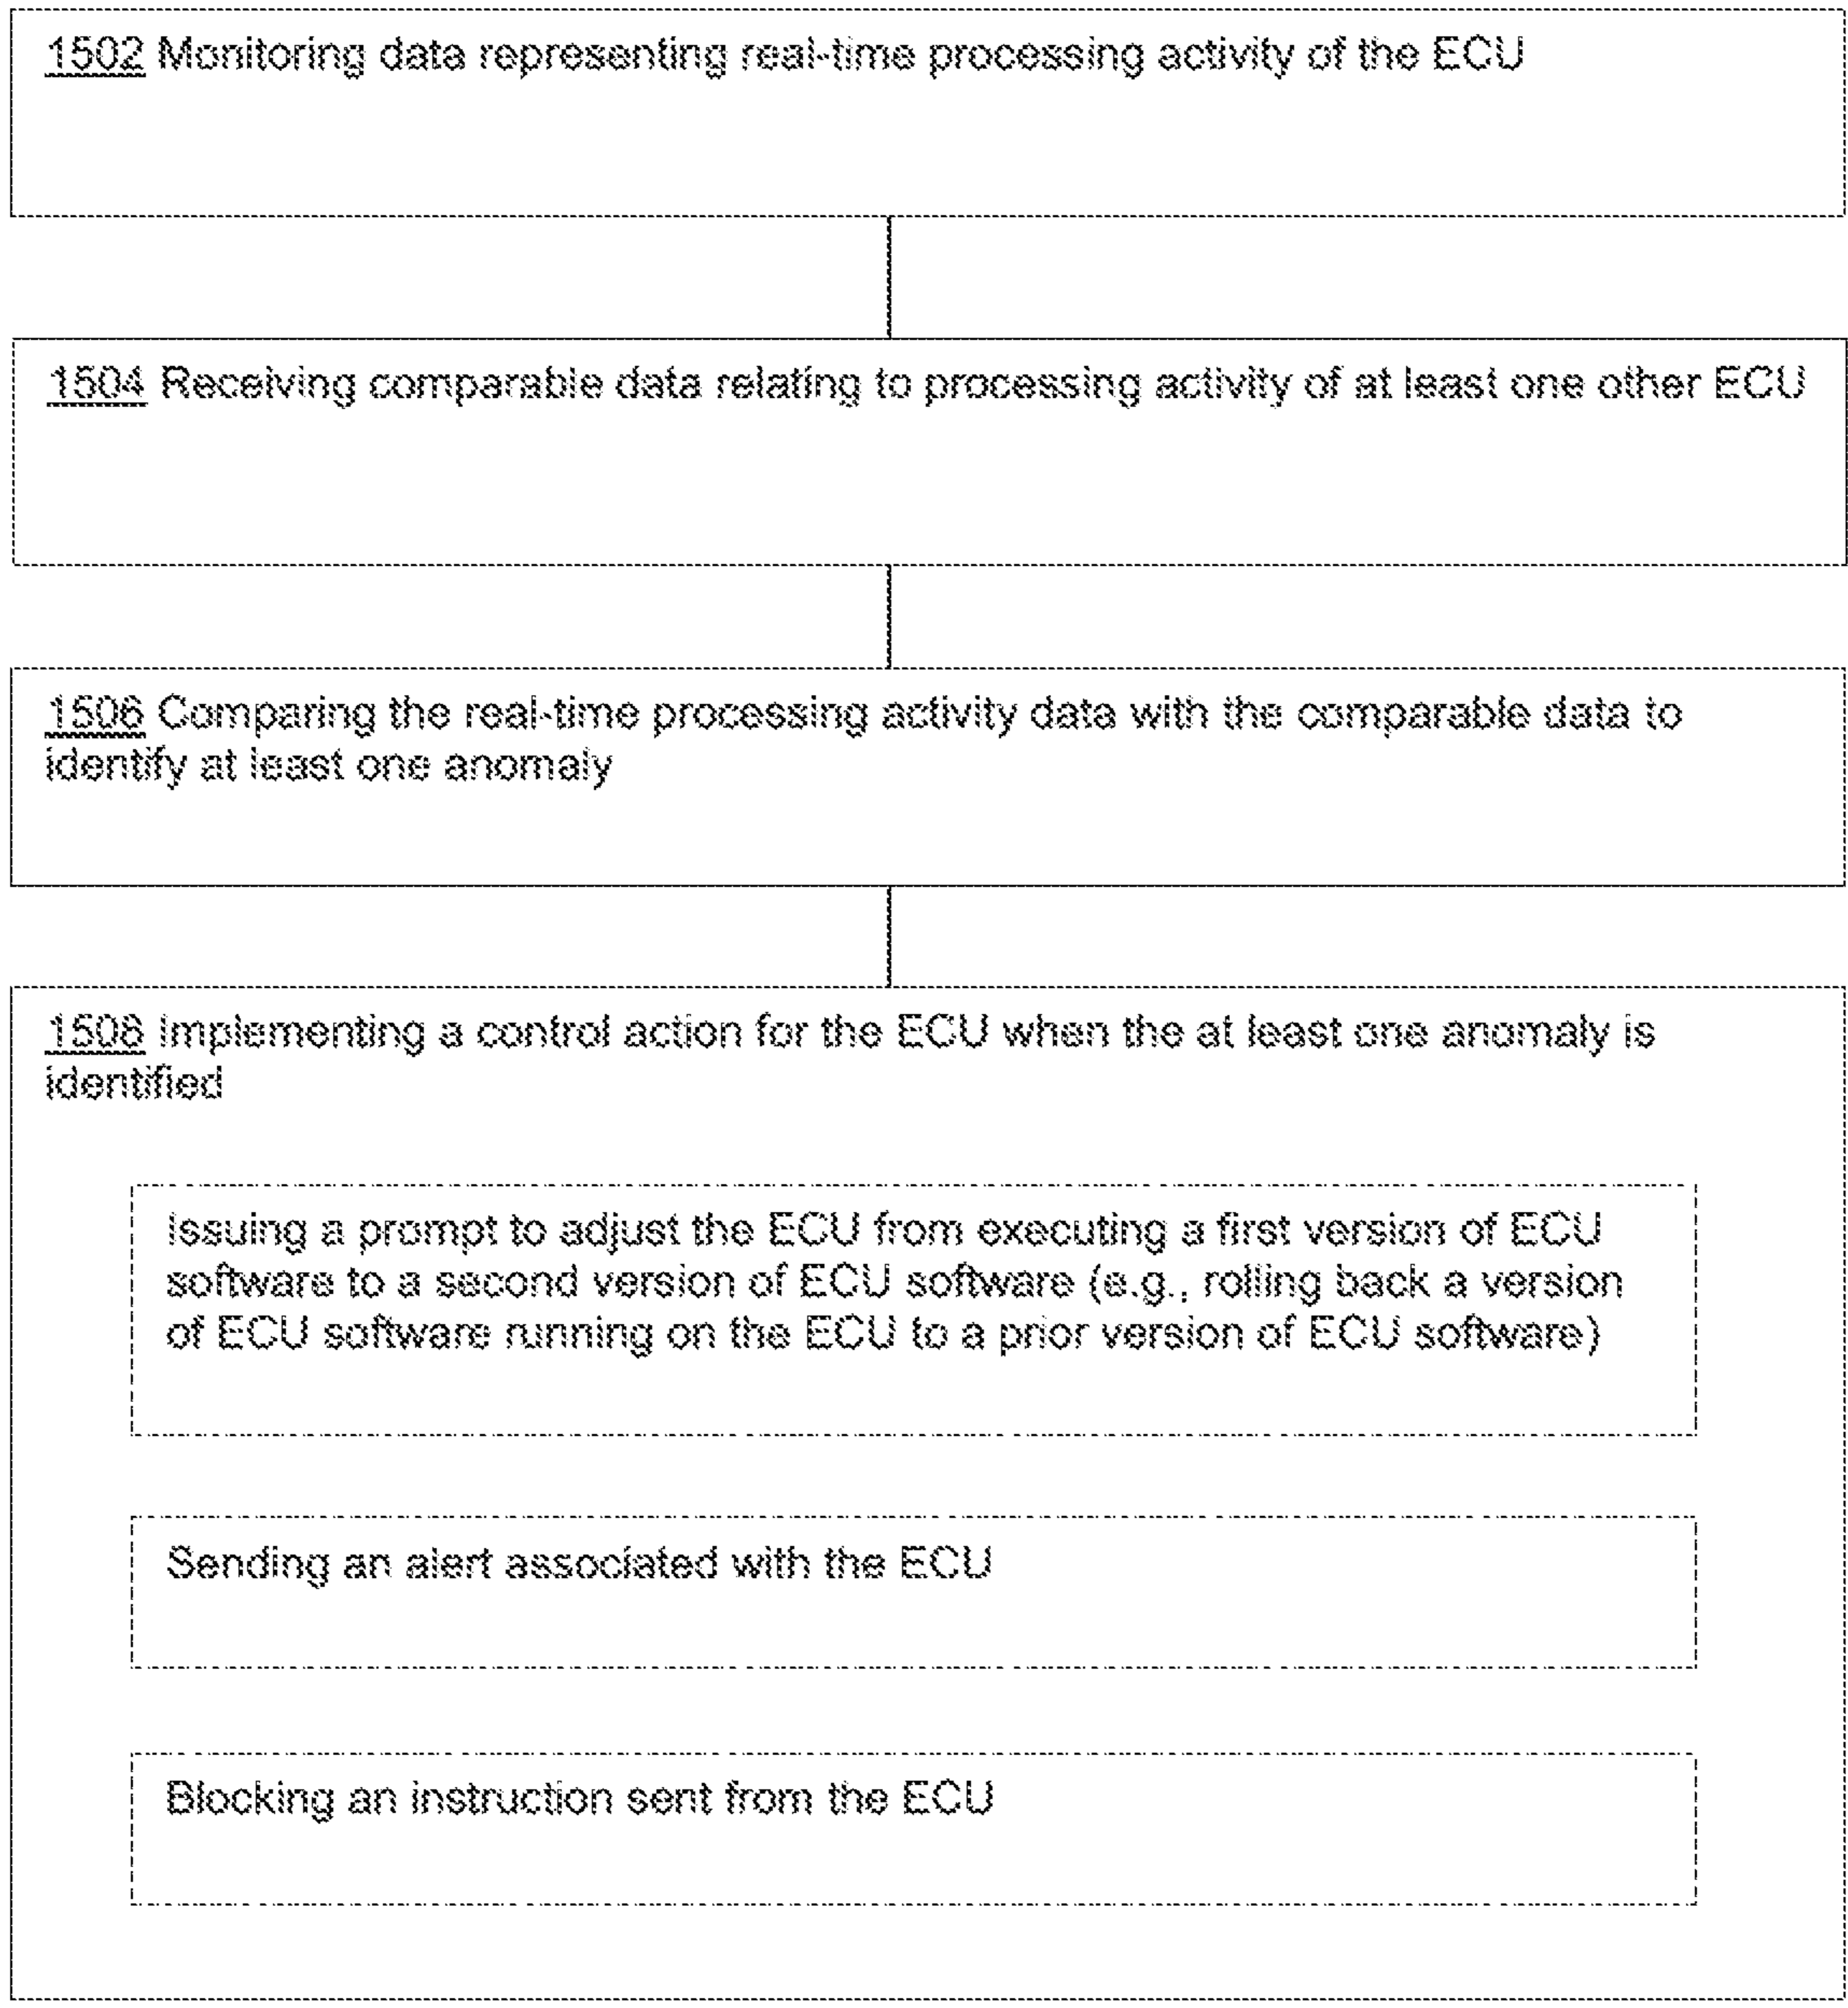 1502 Monitoring data representing real-time processing activity of the ECU
1504 Receiving comparable data relating to processing activity of at least one other ECU
1506 Comparing the real-time processing activity data with the comparable data to
identify at least one anomaly
1508 Implementing a control action for the ECU when the at least one anomaly is
identified
Issuing a prompt to adjust the ECU from executing a first version of ECU
software to a second version of ECU software (e.g., rolling back a version
of ECU software running on the ECU to a prior version of ECU software)
Sending an alert associated with the ECU
Blocking an instruction sent from the ECU